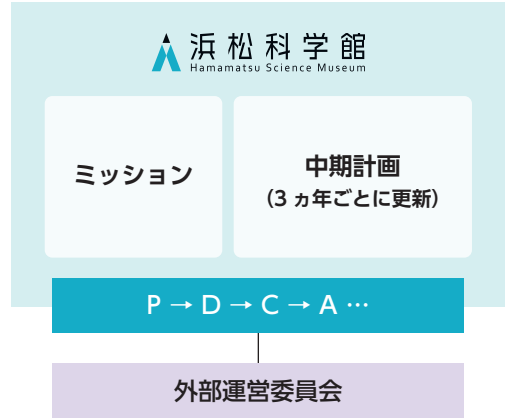 浜松科学館
Hamamatsu Science Museum
ミッション
中期計画
(3 ヵ年ごとに更新)
P → D → C → A …
外部運営委員会